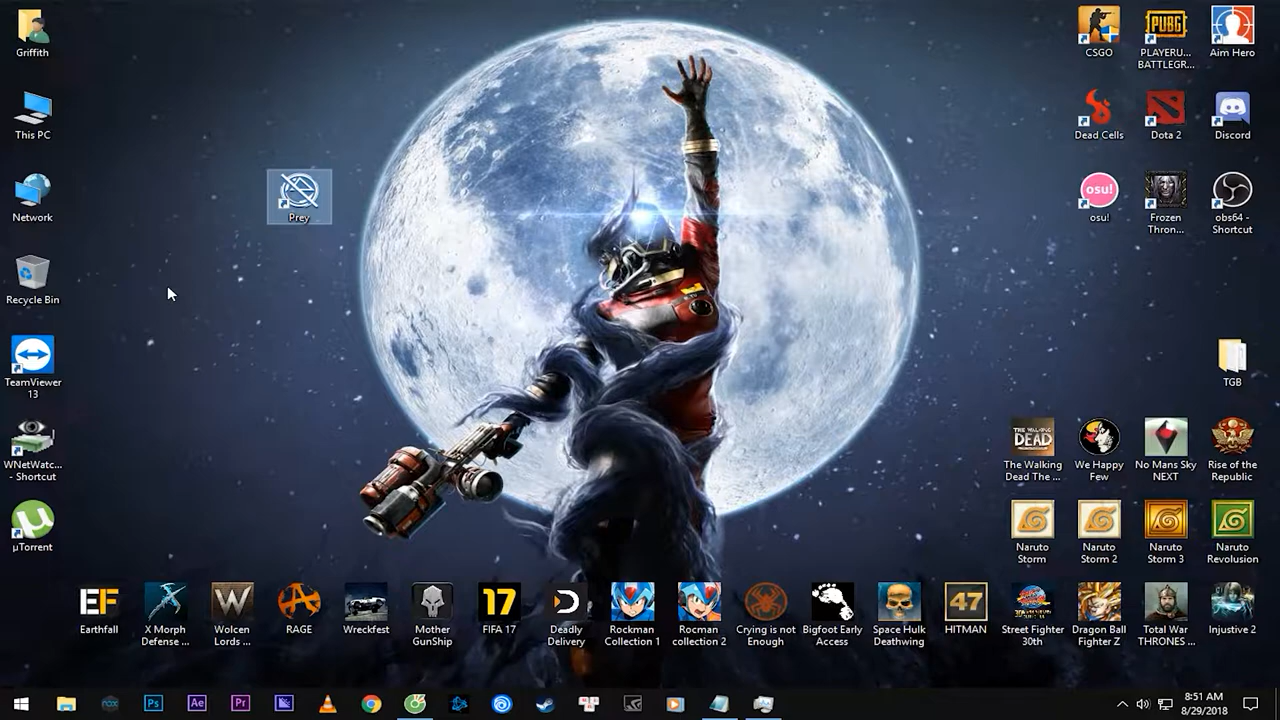 Griffith
This PC
Network
Recycle Bin
TeamViewer
13
WNetWatc...
- Shortcut
µTorrent
Prey
CSGO
PUBG
PLAYERU...
BATTLEGR...
Aim Hero
Dead Cells
Dota 2
Discord
osu!
osu!
Frozen
Thron...
obs64 -
Shortcut
TGB
THE WALKING
DEAD
The Walking
Dead The ...
We Happy
Few
No Mans Sky
NEXT
Rise of the
Republic
Naruto
Storm
Naruto
Storm 2
Naruto
Storm 3
Naruto
Revolusion
EF
Earthfall
X Morph
Defense ...
W
Wolcen
Lords ...
RAGE
Wreckfest
Mother
GunShip
17
FIFA 17
Deadly
Delivery
Rockman
Collection 1
Rocman
collection 2
Crying is not
Enough
Bigfoot Early
Access
Space Hulk
Deathwing
47
HITMAN
Street Fighter
30th
Dragon Ball
Fighter Z
Total War
THRONES ...
Injustive 2
nox
Ps
Ae
Pr
8:51 AM
8/29/2018